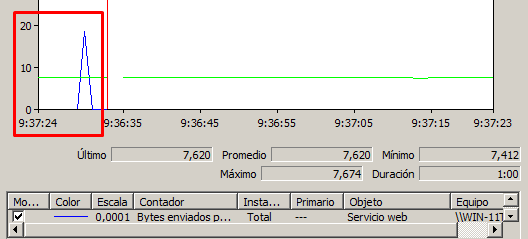 20
10
0
9:37:24 9:36:35 9:36:45 9:36:55 9:37:05 9:37:15 9:37:23
Último 7,620 Promedio 7,620 Mínimo 7,412
Máximo 7,674 Duración 1:00
Mo... Color Escala Contador Insta... Primario Objeto Equipo
0,0001 Bytes enviados p... Total --- Servicio web \\WIN-11T